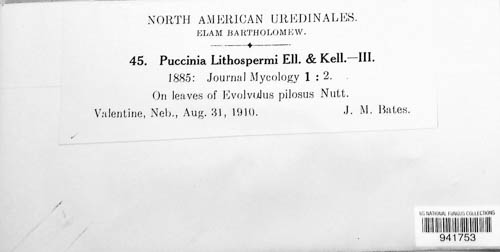 NORTH AMERICAN UREDINALES.
ELAM BARTHOLOMEW.
45. Puccinia Lithospermi Ell. & Kell.—III.
1885: Journal Mycology 1 : 2.
On leaves of Evolvulus pilosus Nutt.
Valentine, Neb., Aug. 31, 1910. J. M. Bates.
US NATIONAL FUNGUS COLLECTIONS
941753